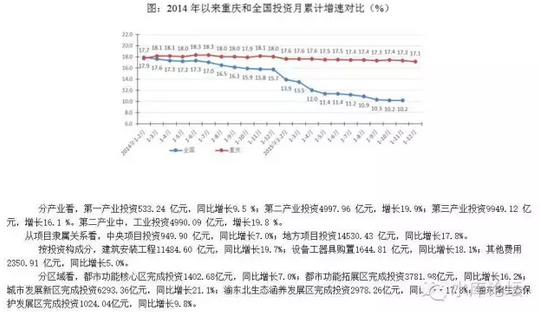 图：2014 年以来重庆和全国投资月累计增速对比（%）
20.0
18.0
16.0
14.0
12.0
10.0
8.0
6.0
17.7 18.1 18.1 18.0 18.3 18.3 18.0 18.0 17.9 18.1 18.0 17.6 17.6 17.6 17.5 17.5 17.5 17.4 17.3 17.4 17.3 17.1
17.9 17.6 17.3 17.2 17.3 17.0 16.5 16.1 15.9 15.8 15.7 13.9 13.5 12.0 11.4 11.4 11.2 10.9 10.3 10.2 10.2
全国 重庆
分产业看，第一产业投资533.24 亿元，同比增长9.5 %；第二产业投资4997.96 亿元，增长19.9%；第三产业投资9949.12 亿
元，增长16.1 %。第二产业中，工业投资4990.09 亿元，增长19.8 %。
从项目隶属关系看，中央项目投资949.90 亿元，同比增长7.0%；地方项目投资14530.43 亿元，同比增长17.8%。
按投资构成分，建筑安装工程11484.60 亿元，同比增长19.7%；设备工器具购置1644.81 亿元，同比增长18.1%；其他费用
2350.91 亿元，同比增长5.0%。
分区域看，都市功能核心区完成投资1402.68亿元，同比增长7.0%；都市功能拓展区完成投资3781.98亿元，同比增长16.2%；
城市发展新区完成投资6293.36亿元，同比增长21.1%；渝东北生态涵养发展区完成投资2978.26亿元，同比 17.8%；渝东南生态保
护发展区完成投资1024.04亿元，同比增长9.8%。